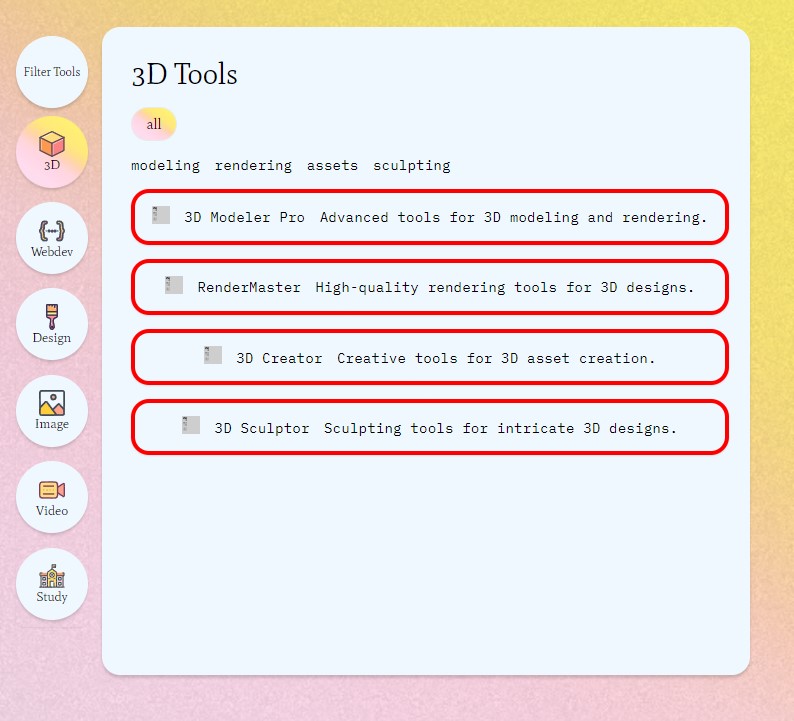 Filter Tools
3D
Webdev
Design
Image
Video
Study
3D Tools
all
modeling rendering assets sculpting
3D Modeler Pro Advanced tools for 3D modeling and rendering.
RenderMaster High-quality rendering tools for 3D designs.
3D Creator Creative tools for 3D asset creation.
3D Sculptor Sculpting tools for intricate 3D designs.